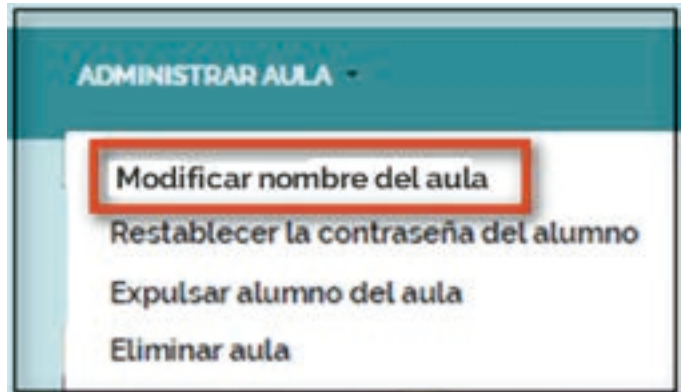 ADMINISTRAR AULA
Modificar nombre del aula
Restablecer la contraseña del alumno
Expulsar alumno del aula
Eliminar aula